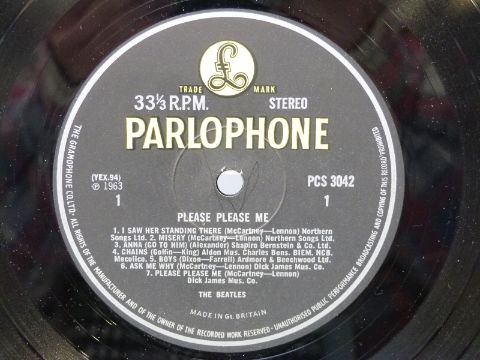 £
TRADE MARK
33⅓ R.P.M. STEREO
PARLOPHONE
(YEX.94) PCS 3042
℗ 1963
1 1
PLEASE PLEASE ME
1. I SAW HER STANDING THERE (McCartney—Lennon) Northern
Songs Ltd. 2. MISERY (McCartney—Lennon) Northern Songs Ltd.
3. ANNA (GO TO HIM) (Alexander) Shapiro Bernstein & Co. Ltd.
4. CHAINS (Goffin—King) Aldon Mus. Charles Bens. BIEM. NCB.
Mecolico. 5. BOYS (Dixon—Farrell) Ardmore & Beechwood Ltd.
6. ASK ME WHY (McCartney—Lennon) Dick James Mus. Co.
7. PLEASE PLEASE ME (McCartney—Lennon)
Dick James Mus. Co.
THE BEATLES
MADE IN GT. BRITAIN
THE GRAMOPHONE CO. LTD. ALL RIGHTS OF THE MANUFACTURER AND OF THE OWNER OF THE RECORDED WORK RESERVED—UNAUTHORISED PUBLIC PERFORMANCE BROADCASTING AND COPYING OF THIS RECORD PROHIBITED